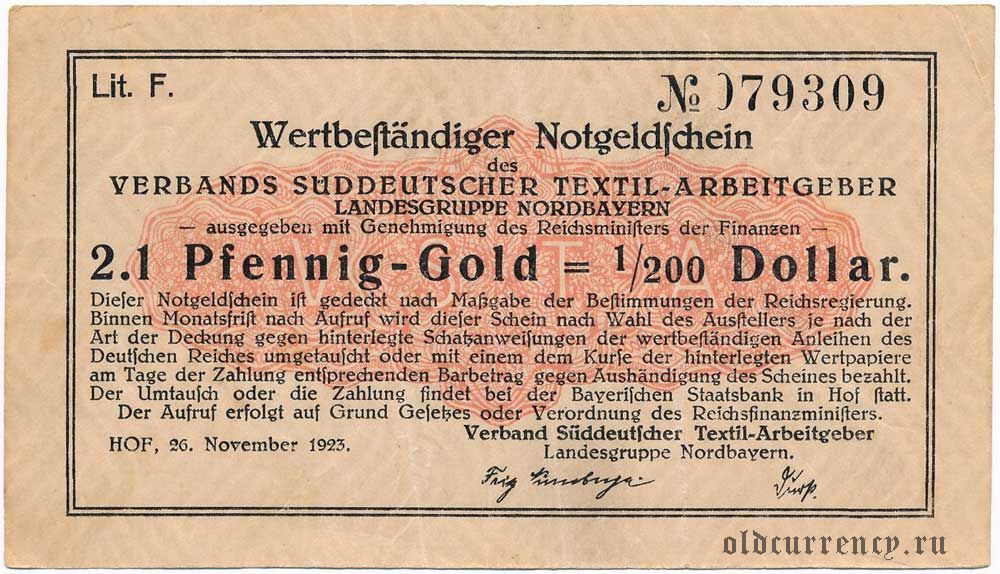 Lit. F.
№ 079309
Wertbeſtändiger Notgeldſchein
des
VERBANDS SÜDDEUTSCHER TEXTIL-ARBEITGEBER
LANDESGRUPPE NORDBAYERN
— ausgegeben mit Genehmigung des Reichsminiſters der Finanzen —
2.1 Pfennig-Gold = 1/200 Dollar.
Dieſer Notgeldſchein iſt gedeckt nach Maßgabe der Beſtimmungen der Reichsregierung.
Binnen Monatsfriſt nach Aufruf wird dieſer Schein nach Wahl des Ausſtellers je nach der
Art der Deckung gegen hinterlegte Schatzanweiſungen der wertbeſtändigen Anleihen des
Deutſchen Reiches umgetauſcht oder mit einem dem Kurſe der hinterlegten Wertpapiere
am Tage der Zahlung entſprechenden Barbetrag gegen Aushändigung des Scheines bezahlt.
Der Umtauſch oder die Zahlung findet bei der Bayeriſchen Staatsbank in Hof ſtatt.
Der Aufruf erfolgt auf Grund Geſetzes oder Verordnung des Reichsfinanzminiſters.
HOF, 26. November 1923.
Verband Süddeutſcher Textil-Arbeitgeber
Landesgruppe Nordbayern.
oldcurrency.ru